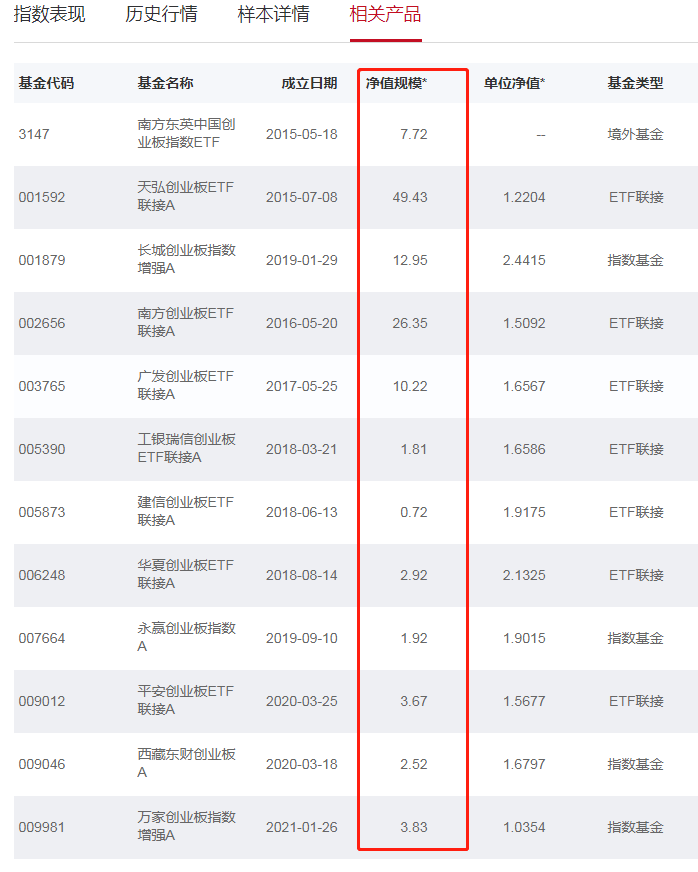 指数表现 历史行情 样本详情 相关产品
基金代码 基金名称 成立日期 净值规模* 单位净值* 基金类型
3147 南方东英中国创 2015-05-18 7.72 -- 境外基金
业板指数ETF
001592 天弘创业板ETF 2015-07-08 49.43 1.2204 ETF联接
联接A
001879 长城创业板指数 2019-01-29 12.95 2.4415 指数基金
增强A
002656 南方创业板ETF 2016-05-20 26.35 1.5092 ETF联接
联接A
003765 广发创业板ETF 2017-05-25 10.22 1.6567 ETF联接
联接A
005390 工银瑞信创业板 2018-03-21 1.81 1.6586 ETF联接
ETF联接A
005873 建信创业板ETF 2018-06-13 0.72 1.9175 ETF联接
联接A
006248 华夏创业板ETF 2018-08-14 2.92 2.1325 ETF联接
联接A
007664 永赢创业板指数 2019-09-10 1.92 1.9015 指数基金
A
009012 平安创业板ETF 2020-03-25 3.67 1.5677 ETF联接
联接A
009046 西藏东财创业板 2020-03-18 2.52 1.6797 指数基金
A
009981 万家创业板指数 2021-01-26 3.83 1.0354 指数基金
增强A